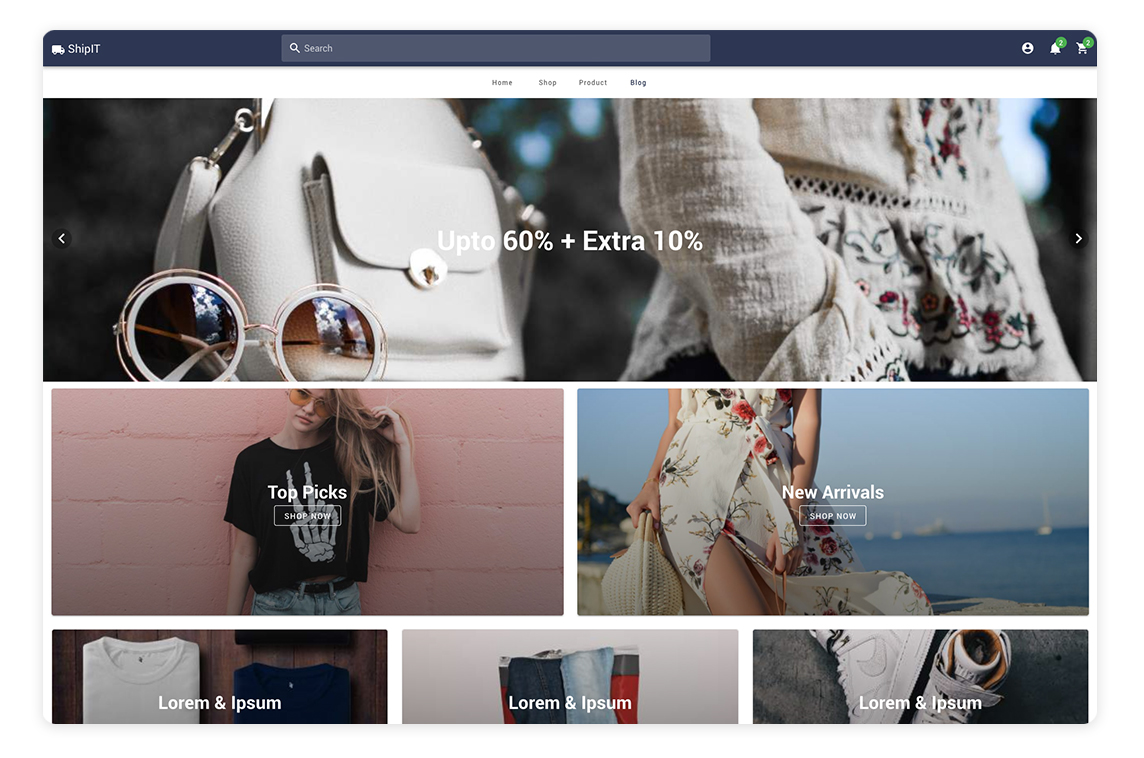 ShipIT
Search
2
2
Home Shop Product Blog
Upto 60% + Extra 10%
Top Picks
SHOP NOW
New Arrivals
SHOP NOW
Lorem & Ipsum
Lorem & Ipsum
Lorem & Ipsum